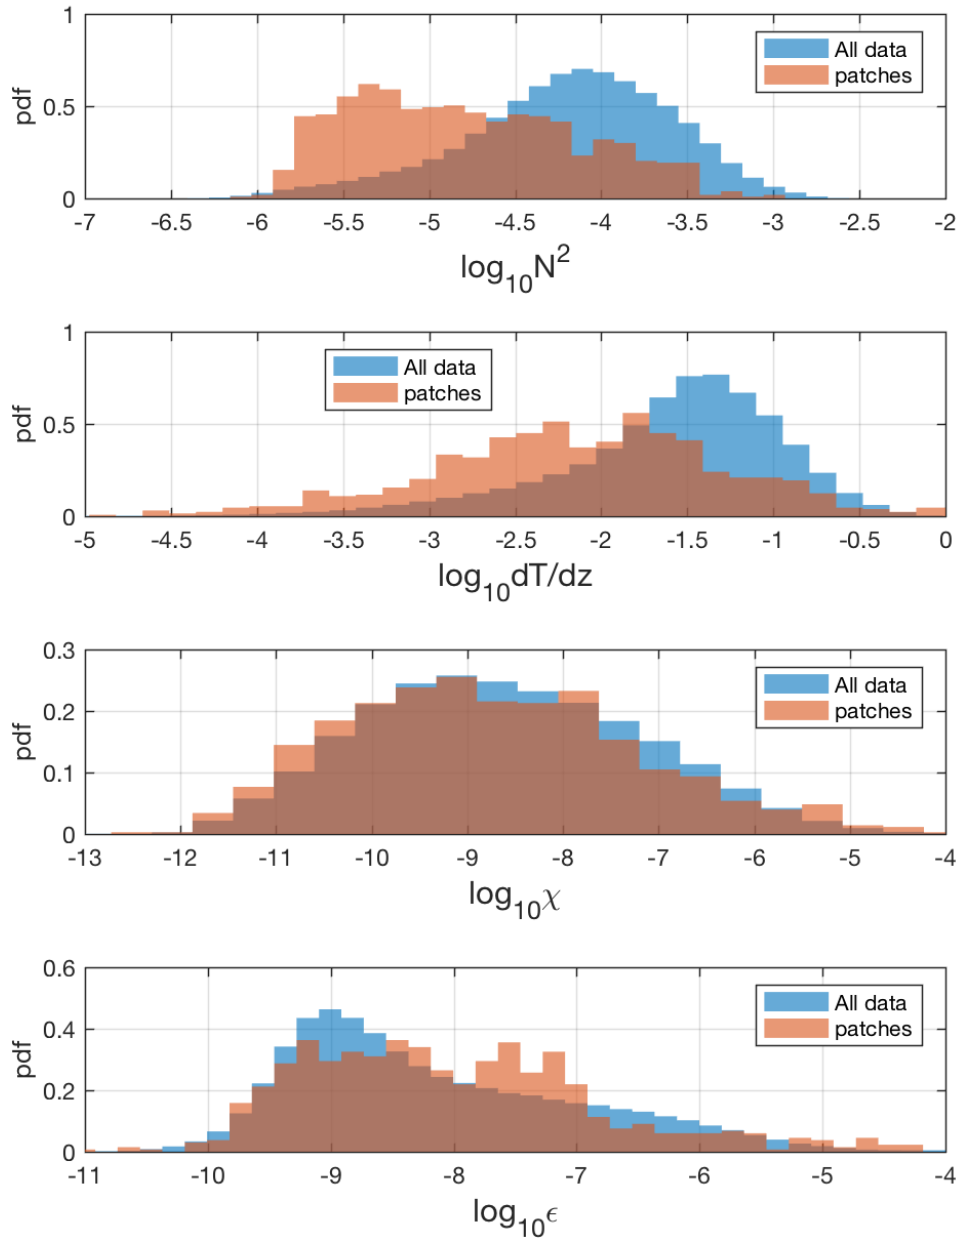 1
0.5
0
pdf
All data
patches
-7 -6.5 -6 -5.5 -5 -4.5 -4 -3.5 -3 -2.5 -2
log10N2
1
0.5
0
pdf
All data
patches
-5 -4.5 -4 -3.5 -3 -2.5 -2 -1.5 -1 -0.5 0
log10dT/dz
0.3
0.2
0.1
0
pdf
All data
patches
-13 -12 -11 -10 -9 -8 -7 -6 -5 -4
log10χ
0.6
0.4
0.2
0
pdf
All data
patches
-11 -10 -9 -8 -7 -6 -5 -4
log10ϵ